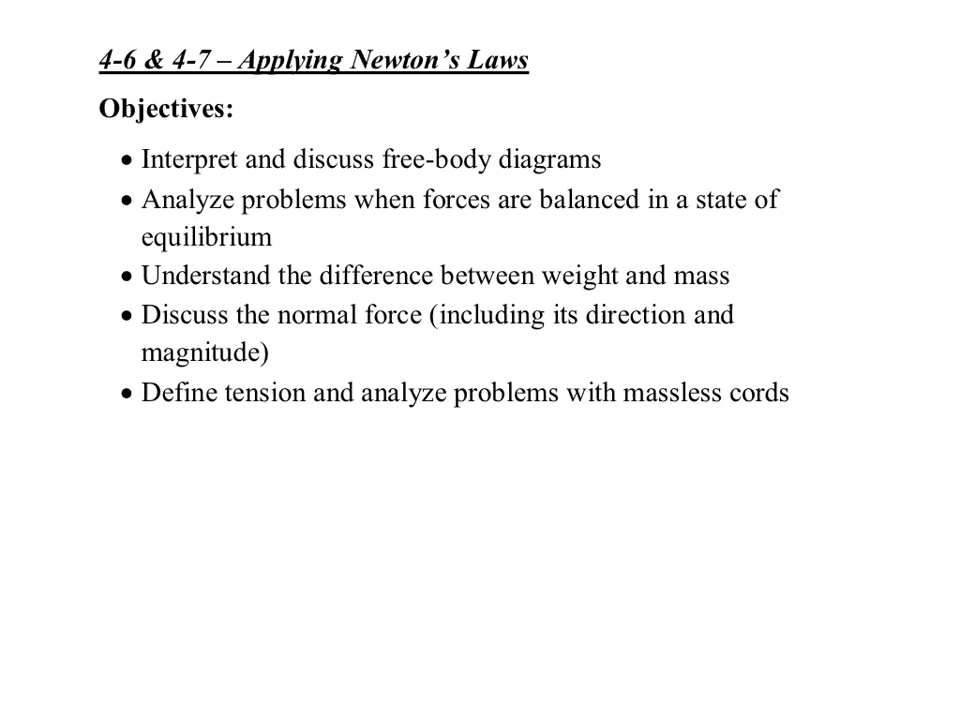 4-6 & 4-7 – Applying Newton’s Laws
Objectives:
• Interpret and discuss free-body diagrams
• Analyze problems when forces are balanced in a state of
equilibrium
• Understand the difference between weight and mass
• Discuss the normal force (including its direction and
magnitude)
• Define tension and analyze problems with massless cords